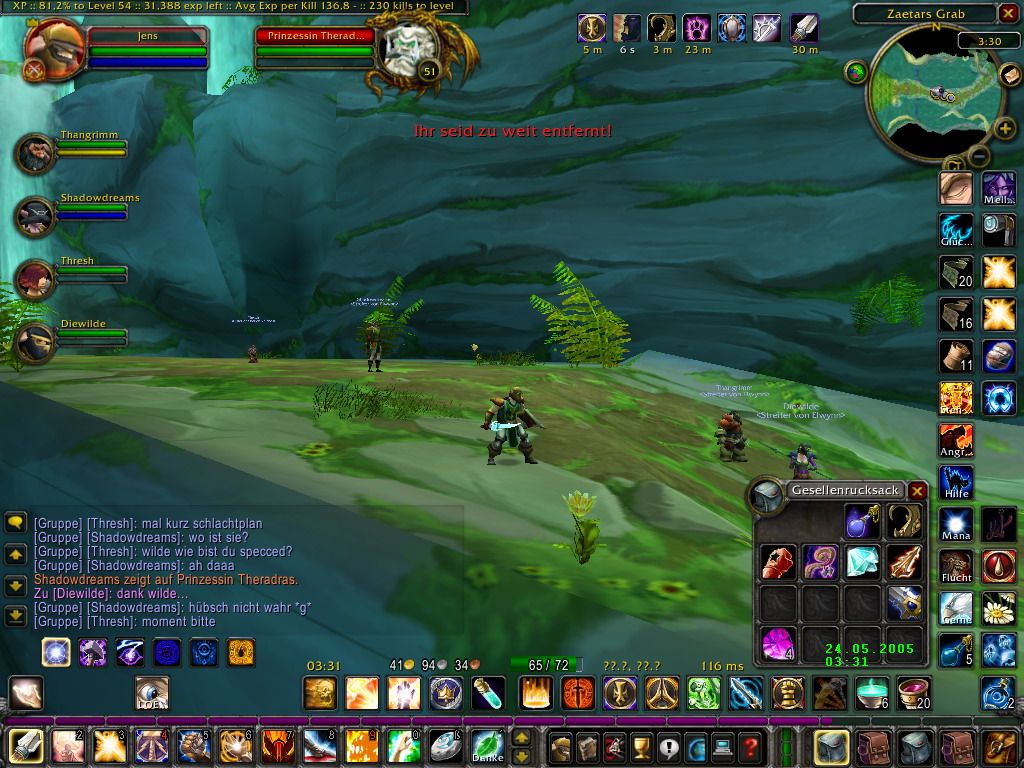 XP :: 81.2% to Level 54 :: 31,388 exp left :: Avg Exp per Kill 136.8 - :: 230 kills to level
Jens
Prinzessin Therad...
51
5 m
6 s
3 m
23 m
30 m
Zaetars Grab
N
3:30
Ihr seid zu weit entfernt!
Thangrimm
Shadowdreams
Thresh
Diewilde
Thangrimm
<Streiter von Elwynn>
Diewilde
<Streiter von Elwynn>
Mell...
Gluc...
20
16
11
Angr...
Hilfe
Mana
Flucht
5
Gesellenrucksack
4
24.05.2005
03:31
[Gruppe] [Thresh]: mal kurz schlachtplan
[Gruppe] [Shadowdreams]: wo ist sie?
[Gruppe] [Thresh]: wilde wie bist du specced?
[Gruppe] [Shadowdreams]: ah daaa
Shadowdreams zeigt auf Prinzessin Theradras.
Zu [Diewilde]: dank wilde...
[Gruppe] [Shadowdreams]: hübsch nicht wahr *g*
[Gruppe] [Thresh]: moment bitte
03:31
41 94 34
65 / 72
??.?, ??.?
116 ms
LOE
6
20
2
Danke